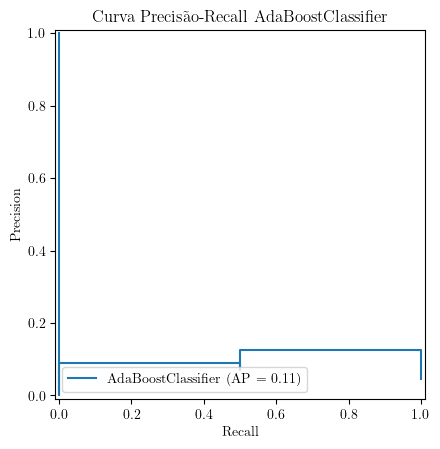 Curva Precisão-Recall AdaBoostClassifier
1.0
0.8
0.6
0.4
0.2
0.0
Precision
AdaBoostClassifier (AP = 0.11)
0.0 0.2 0.4 0.6 0.8 1.0
Recall